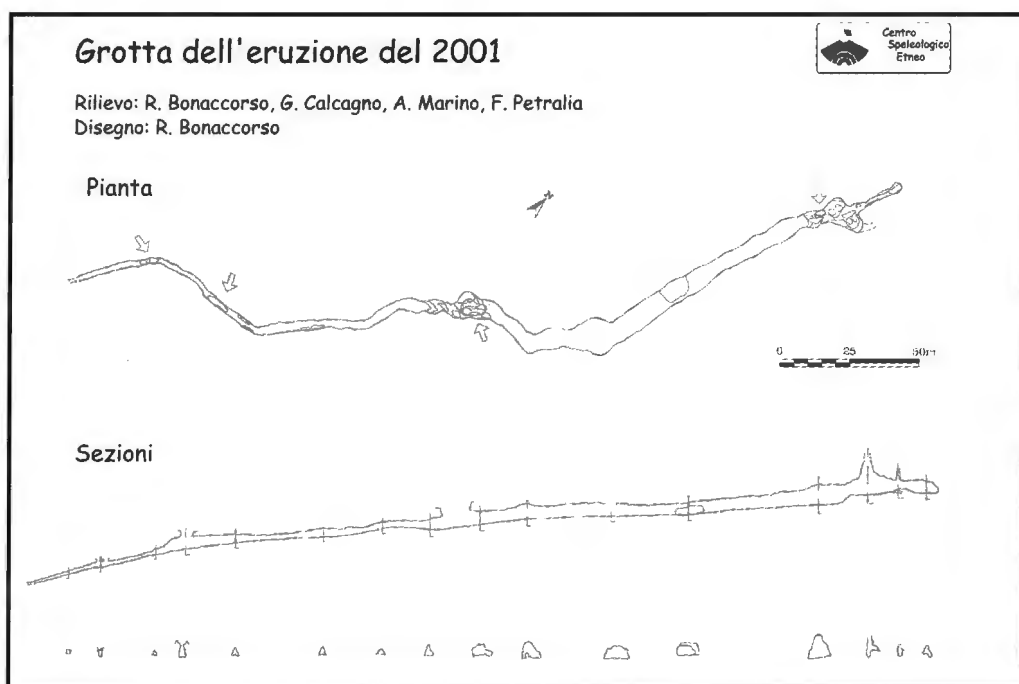 Grotta dell'eruzione del 2001
Centro
Speleologico
Etneo
Rilievo: R. Bonaccorso, G. Calcagno, A. Marino, F. Petralia
Disegno: R. Bonaccorso
Pianta
0 25 50m
Sezioni